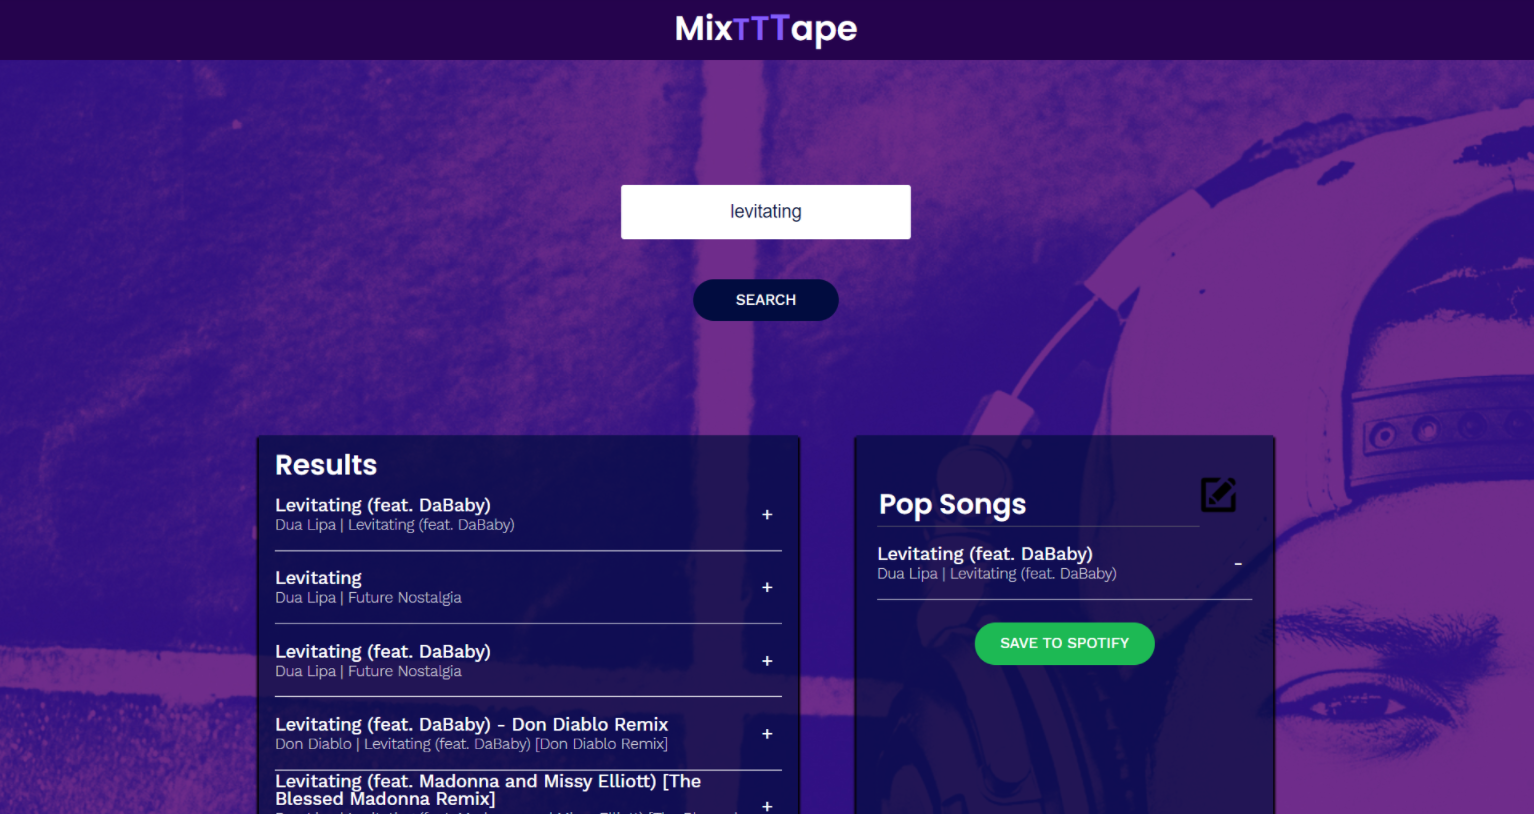 MixTTTape
levitating
SEARCH
Results
Levitating (feat. DaBaby)
Dua Lipa | Levitating (feat. DaBaby)
+
Levitating
Dua Lipa | Future Nostalgia
+
Levitating (feat. DaBaby)
Dua Lipa | Future Nostalgia
+
Levitating (feat. DaBaby) - Don Diablo Remix
Don Diablo | Levitating (feat. DaBaby) [Don Diablo Remix]
+
Levitating (feat. Madonna and Missy Elliott) [The
Blessed Madonna Remix]
+
Pop Songs
Levitating (feat. DaBaby)
Dua Lipa | Levitating (feat. DaBaby)
-
SAVE TO SPOTIFY